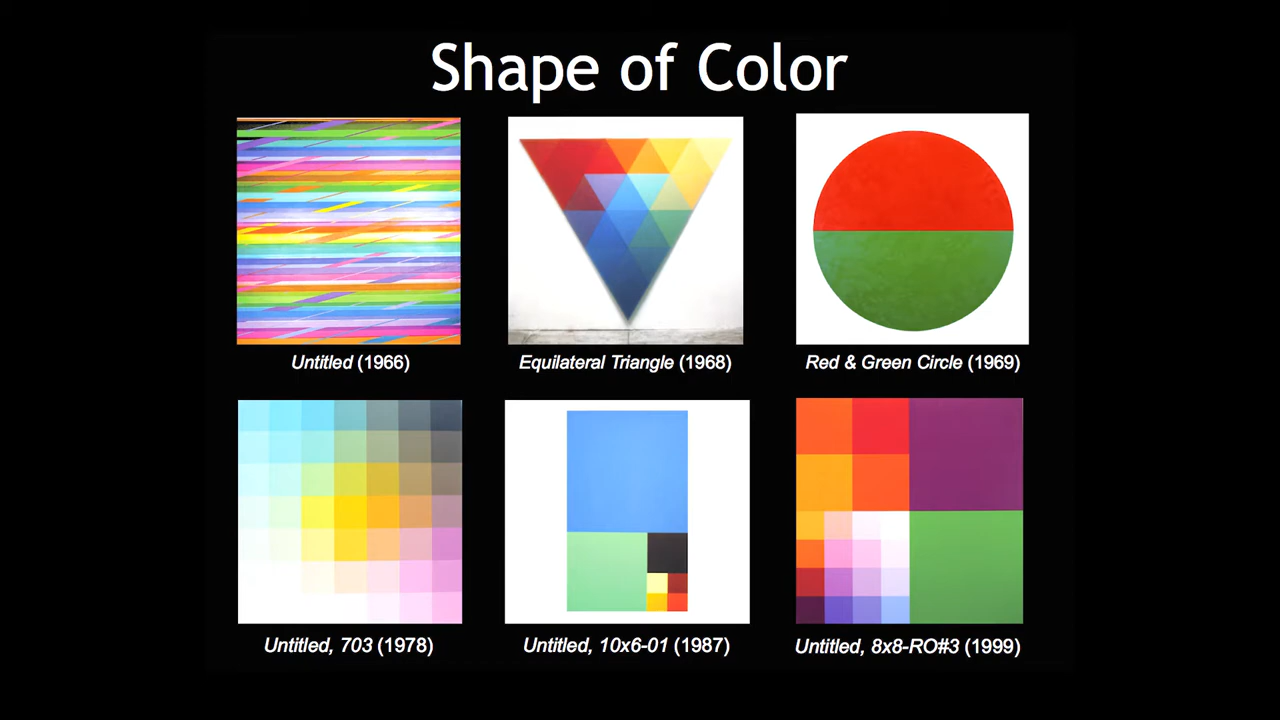 Shape of Color
Untitled (1966)
Equilateral Triangle (1968)
Red & Green Circle (1969)
Untitled, 703 (1978)
Untitled, 10x6-01 (1987)
Untitled, 8x8-RO#3 (1999)